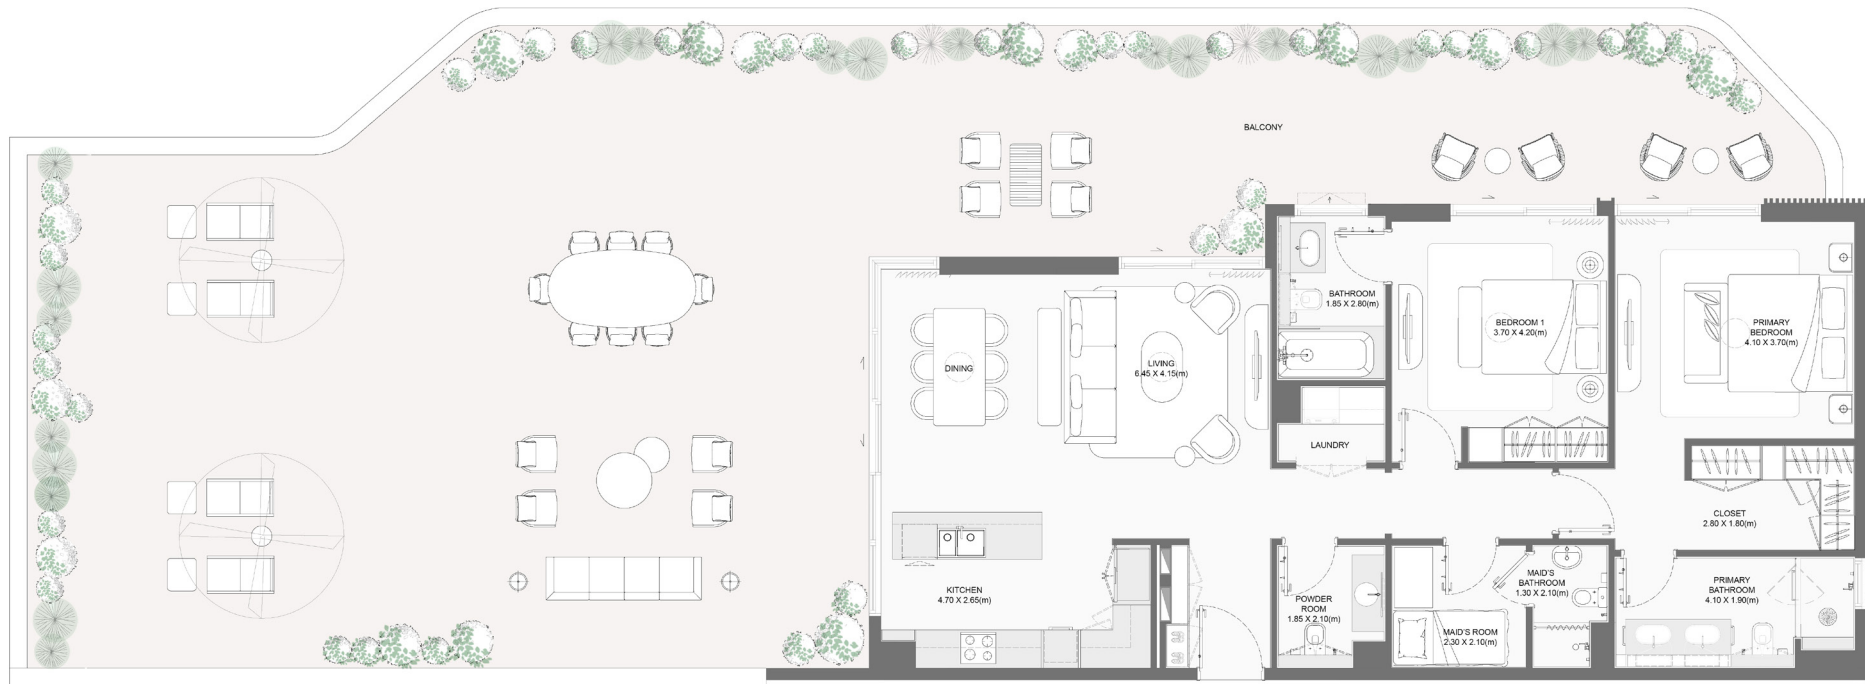 BALCONY
BATHROOM
1.85 X 2.80(m)
BEDROOM 1
3.70 X 4.20(m)
PRIMARY
BEDROOM
4.10 X 3.70(m)
DINING
LIVING
6.45 X 4.15(m)
LAUNDRY
CLOSET
2.80 X 1.80(m)
KITCHEN
4.70 X 2.65(m)
POWDER
ROOM
1.85 X 2.10(m)
MAID'S
BATHROOM
1.30 X 2.10(m)
MAID'S ROOM
2.30 X 2.10(m)
PRIMARY
BATHROOM
4.10 X 1.90(m)